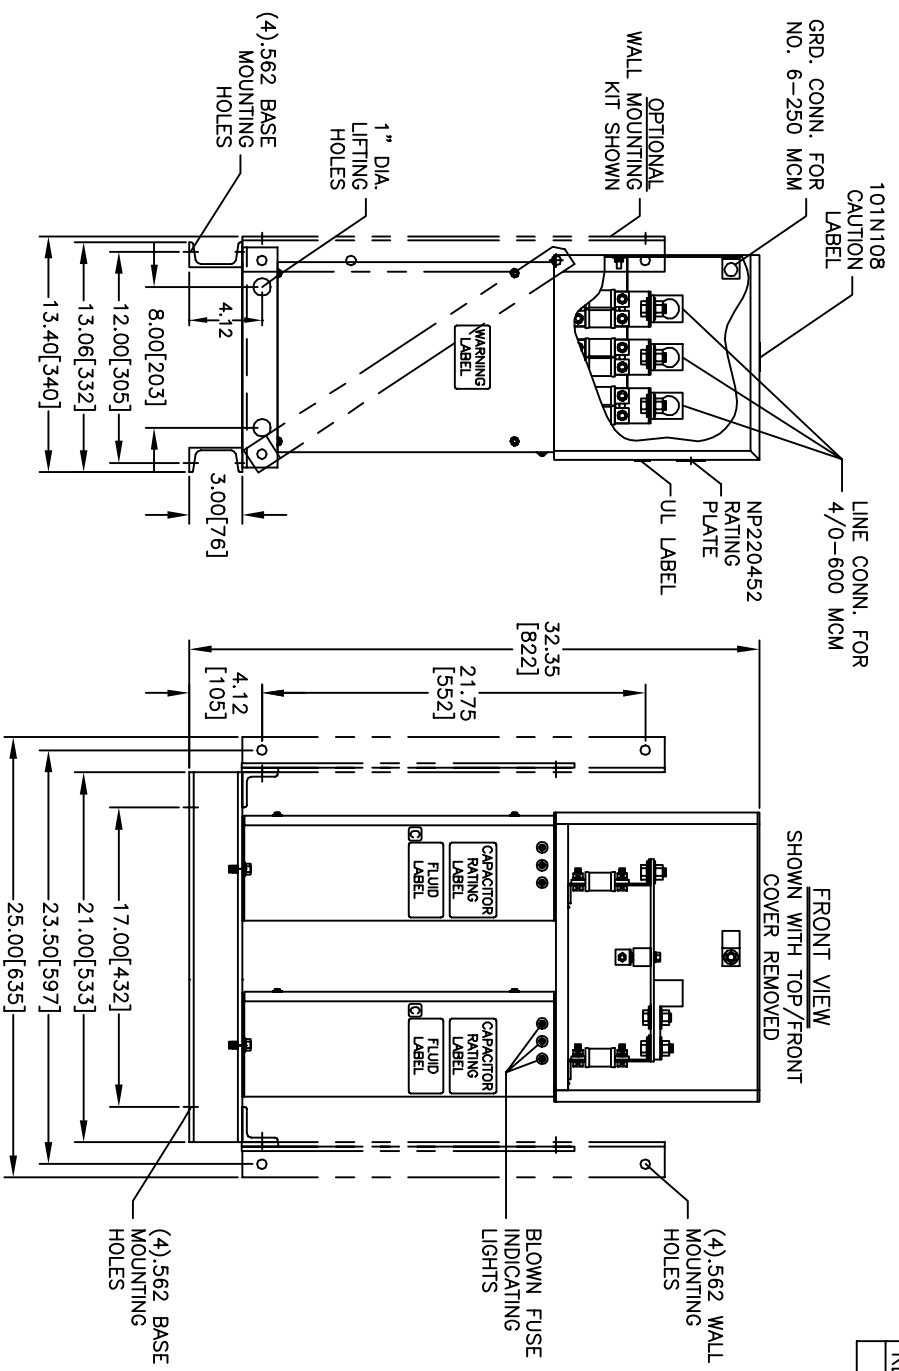 101N108
CAUTION
LABEL
GRD. CONN. FOR
NO. 6-250 MCM
OPTIONAL
WALL MOUNTING
KIT SHOWN
1" DIA.
LIFTING
HOLES
(4).562 BASE
MOUNTING
HOLES
LINE CONN. FOR
4/0-600 MCM
NP220452
RATING
PLATE
UL LABEL
WARNING
LABEL
4.12
8.00[203]
12.00[305]
13.06[332]
13.40[340]
3.00[76]
FRONT VIEW
SHOWN WITH TOP/FRONT
COVER REMOVED
32.35
[822]
21.75
[552]
4.12
[105]
CAPACITOR
RATING
LABEL
FLUID
LABEL
C
CAPACITOR
RATING
LABEL
FLUID
LABEL
C
17.00[432]
21.00[533]
23.50[597]
25.00[635]
(4).562 WALL
MOUNTING
HOLES
BLOWN FUSE
INDICATING
LIGHTS
(4).562 BASE
MOUNTING
HOLES